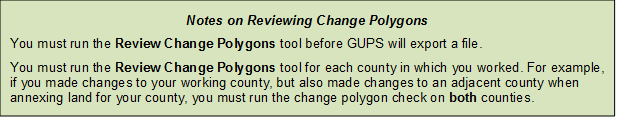 Notes on Reviewing Change Polygons
You must run the Review Change Polygons tool before GUPS will export a file.
You must run the Review Change Polygons tool for each county in which you worked. For example,
if you made changes to your working county, but also made changes to an adjacent county when
annexing land for your county, you must run the change polygon check on both counties.